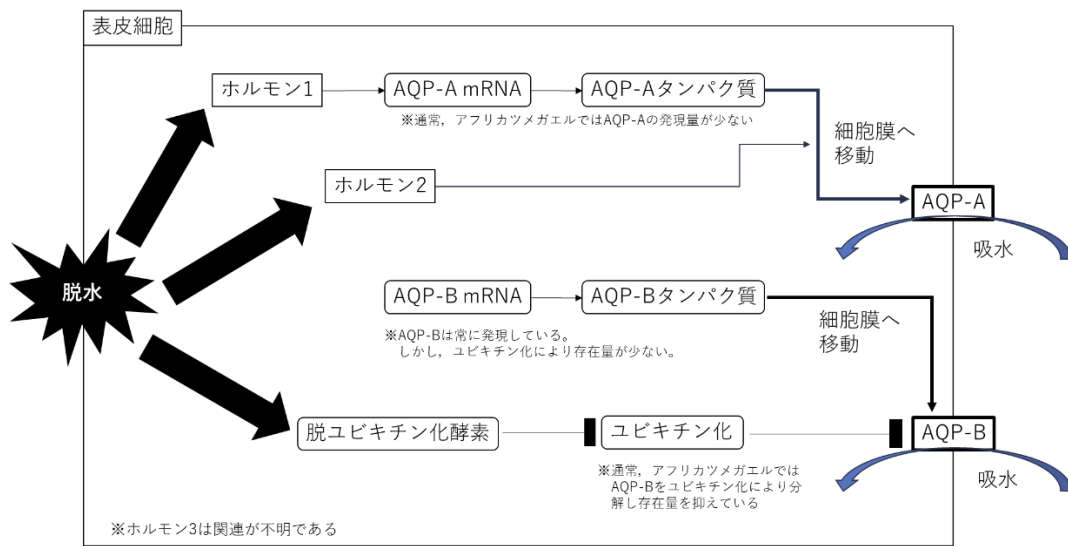 表皮細胞
ホルモン1
AQP-A mRNA
AQP-Aタンパク質
※通常，アフリカツメガエルではAQP-Aの発現量が少ない
細胞膜へ
移動
ホルモン2
AQP-A
吸水
脱水
AQP-B mRNA
AQP-Bタンパク質
※AQP-Bは常に発現している。
しかし，ユビキチン化により存在量が少ない。
細胞膜へ
移動
脱ユビキチン化酵素
ユビキチン化
AQP-B
※通常，アフリカツメガエルでは
AQP-Bをユビキチン化により分
解し存在量を抑えている
吸水
※ホルモン3は関連が不明である